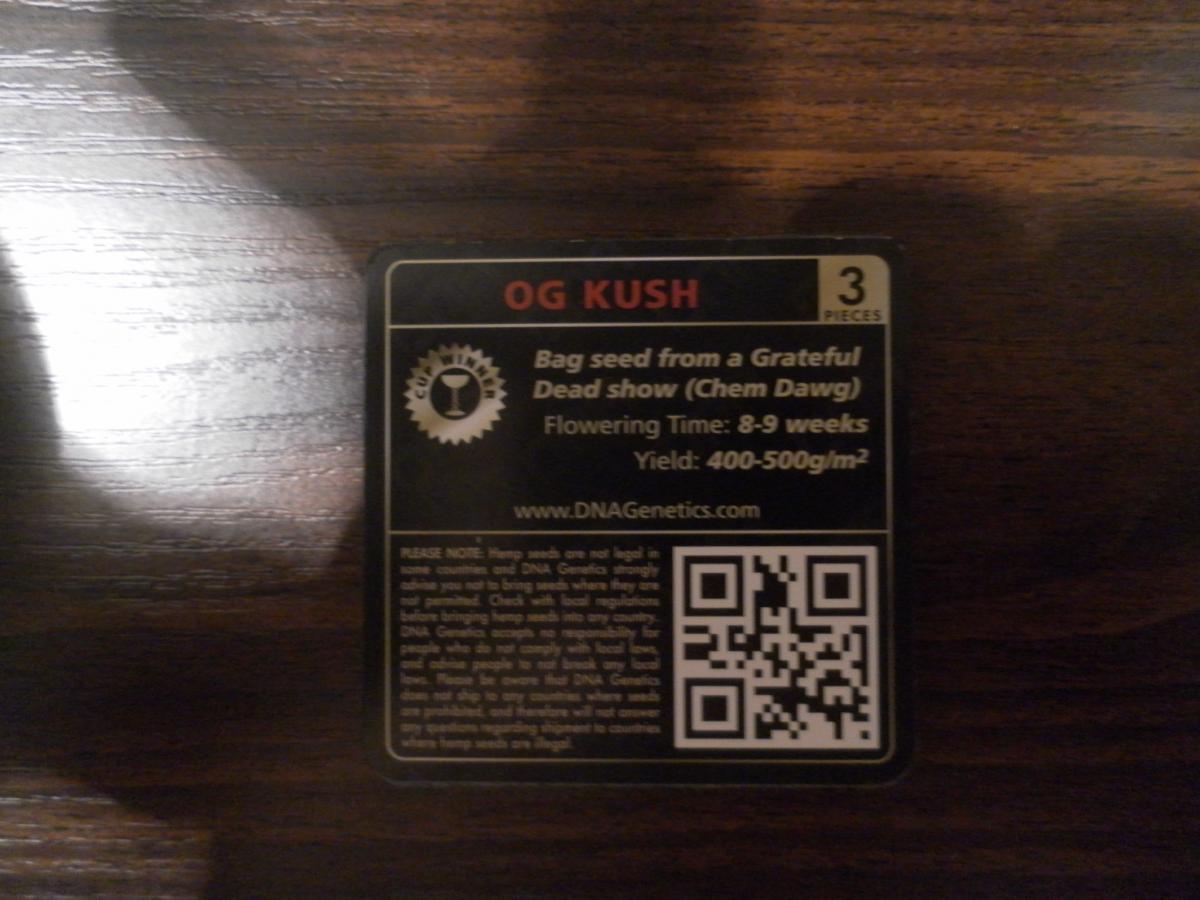 OG KUSH
3
PIECES
CUP WINNER
Bag seed from a Grateful
Dead show (Chem Dawg)
Flowering Time: 8-9 weeks
Yield: 400-500g/m²
www.DNAGenetics.com
PLEASE NOTE: Hemp seeds are not legal in
some countries and DNA Genetics strongly
advise you not to bring seeds where they are
not permitted. Check with local regulations
before bringing hemp seeds into any country.
DNA Genetics accepts no responsibility for
people who do not comply with local laws,
and advise people to not break any local
laws. Please be aware that DNA Genetics
does not ship to any countries where seeds
are prohibited, and therefore will not answer
any questions regarding shipment to countries
where hemp seeds are illegal.